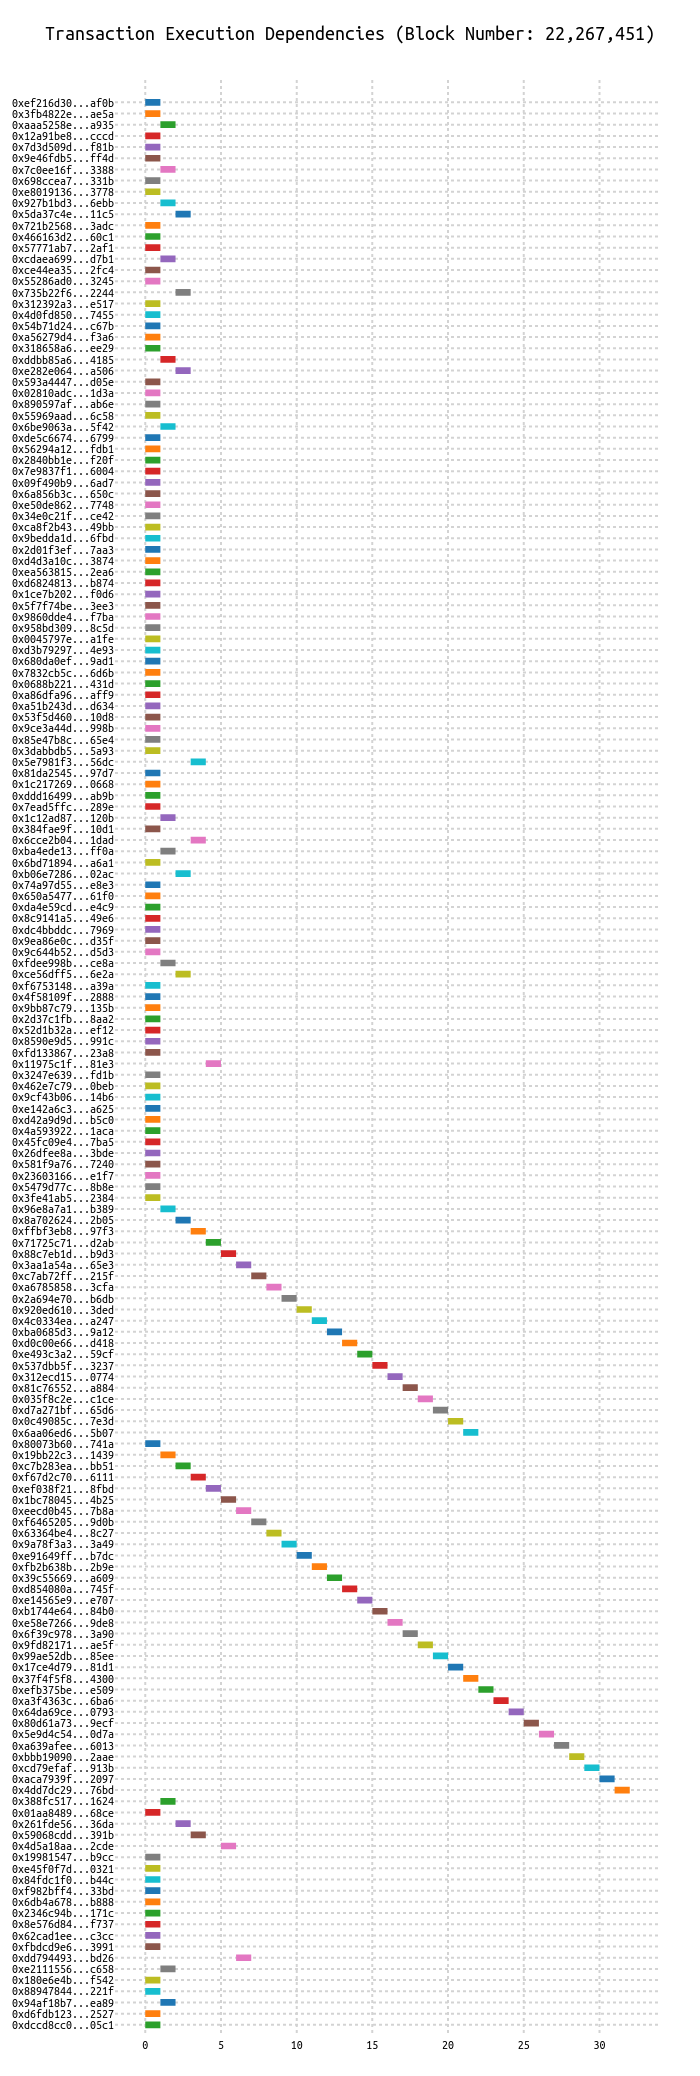 Transaction Execution Dependencies (Block Number: 22,267,451)
0xef216d30...af0b
0x3fb4822e...ae5a
0xaaa5258e...a935
0x12a91be8...cccd
0x7d3d509d...f81b
0x9e46fdb5...ff4d
0x7c0ee16f...3388
0x698ccea7...331b
0xe8019136...3778
0x927b1bd3...6ebb
0x5da37c4e...11c5
0x721b2568...3adc
0x466163d2...60c1
0x57771ab7...2af1
0xcdaea699...d7b1
0xce44ea35...2fc4
0x55286ad0...3245
0x735b22f6...2244
0x312392a3...e517
0x4d0fd850...7455
0x54b71d24...c67b
0xa56279d4...f3a6
0x318658a6...ee29
0xddbb85a6...4185
0xe282e064...a506
0x593a4447...d05e
0x02810adc...1d3a
0x890597af...ab6e
0x55969aad...6c58
0x6be9063a...5f42
0xde5c6674...6799
0x56294a12...fdb1
0x2840bb1e...f20f
0x7e9837f1...6004
0x09f490b9...6ad7
0x6a856b3c...650c
0xe50de862...7748
0x34e0c21f...ce42
0xca8f2b43...49bb
0x9bedda1d...6fbd
0x2d01f3ef...7aa3
0xd4d3a10c...3874
0xea563815...2ea6
0xd6824813...b874
0x1ce7b202...f0d6
0x5f7f74be...3ee3
0x9860dde4...f7ba
0x958bd309...8c5d
0x0045797e...a1fe
0xd3b79297...4e93
0x680da0ef...9ad1
0x7832cb5c...6d6b
0x0688b221...431d
0xa86dfa96...aff9
0xa51b243d...d634
0x53f5d460...10d8
0x9ce3a44d...998b
0x85e47b8c...65e4
0x3dabbdb5...5a93
0x5e7981f3...56dc
0x81da2545...97d7
0x1c217269...0668
0xddd16499...ab9b
0x7ead5ffc...289e
0x1c12ad87...120b
0x384fae9f...10d1
0x6cce2b04...1dad
0xba4ede13...ff0a
0x6bd71894...a6a1
0xb06e7286...02ac
0x74a97d55...e8e3
0x650a5477...61f0
0xda4e59cd...e4c9
0x8c9141a5...49e6
0xdc4bbddc...7969
0x9ea86e0c...d35f
0x9c644b52...d5d3
0xfdee998b...ce8a
0xce56dff5...6e2a
0xf6753148...a39a
0x4f58109f...2888
0x9bb87c79...135b
0x2d37c1fb...8aa2
0x52d1b32a...ef12
0x8590e9d5...991c
0xfd133867...23a8
0x11975c1f...81e3
0x3247e639...fd1b
0x462e7c79...0beb
0x9cf43b06...14b6
0xe142a6c3...a625
0xd42a9d9d...b5c0
0x4a593922...1aca
0x45fc09e4...7ba5
0x26dfee8a...3bde
0x581f9a76...7240
0x23603166...e1f7
0x5479d77c...8b8e
0x3fe41ab5...2384
0x96e8a7a1...b389
0x8a702624...2b05
0xffbf3eb8...97f3
0x71725c71...d2ab
0x88c7eb1d...b9d3
0x3aa1a54a...65e3
0xc7ab72ff...215f
0xa6785858...3cfa
0x2a694e70...b6db
0x920ed610...3ded
0x4c0334ea...a247
0xba0685d3...9a12
0xd0c00e66...d418
0xe493c3a2...59cf
0x537dbb5f...3237
0x312ecd15...0774
0x81c76552...a884
0x035f8c2e...c1ce
0xd7a271bf...65d6
0x0c49085c...7e3d
0x6aa06ed6...5b07
0x80073b60...741a
0x19bb22c3...1439
0xc7b283ea...bb51
0xf67d2c70...6111
0xef038f21...8fbd
0x1bc78045...4b25
0xeecd0b45...7b8a
0xf6465205...9d0b
0x63364be4...8c27
0x9a78f3a3...3a49
0xe91649ff...b7dc
0xfb2b638b...2b9e
0x39c55669...a609
0xd854080a...745f
0xe14565e9...e707
0xb1744e64...84b0
0xe58e7266...9de8
0x6f39c978...3a90
0x9fd82171...ae5f
0x99ae52db...85ee
0x17ce4d79...81d1
0x37f4f5f8...4300
0xefb375be...e509
0xa3f4363c...6ba6
0x64da69ce...0793
0x80d61a73...9ecf
0x5e9d4c54...0d7a
0xa639afee...6013
0xbbb19090...2aae
0xcd79efaf...913b
0xaca7939f...2097
0x4dd7dc29...76bd
0x388fc517...1624
0x01aa8489...68ce
0x261fde56...36da
0x59068cdd...391b
0x4d5a18aa...2cde
0x19981547...b9cc
0xe45f0f7d...0321
0x84fdc1f0...b44c
0xf982bff4...33bd
0x6db4a678...b888
0x2346c94b...171c
0x8e576d84...f737
0x62cad1ee...c3cc
0xfbdcd9e6...3991
0xdd794493...bd26
0xe2111556...c658
0x180e6e4b...f542
0x88947844...221f
0x94af18b7...ea89
0xd6fdb123...2527
0xdccd8cc0...05c1
0 5 10 15 20 25 30